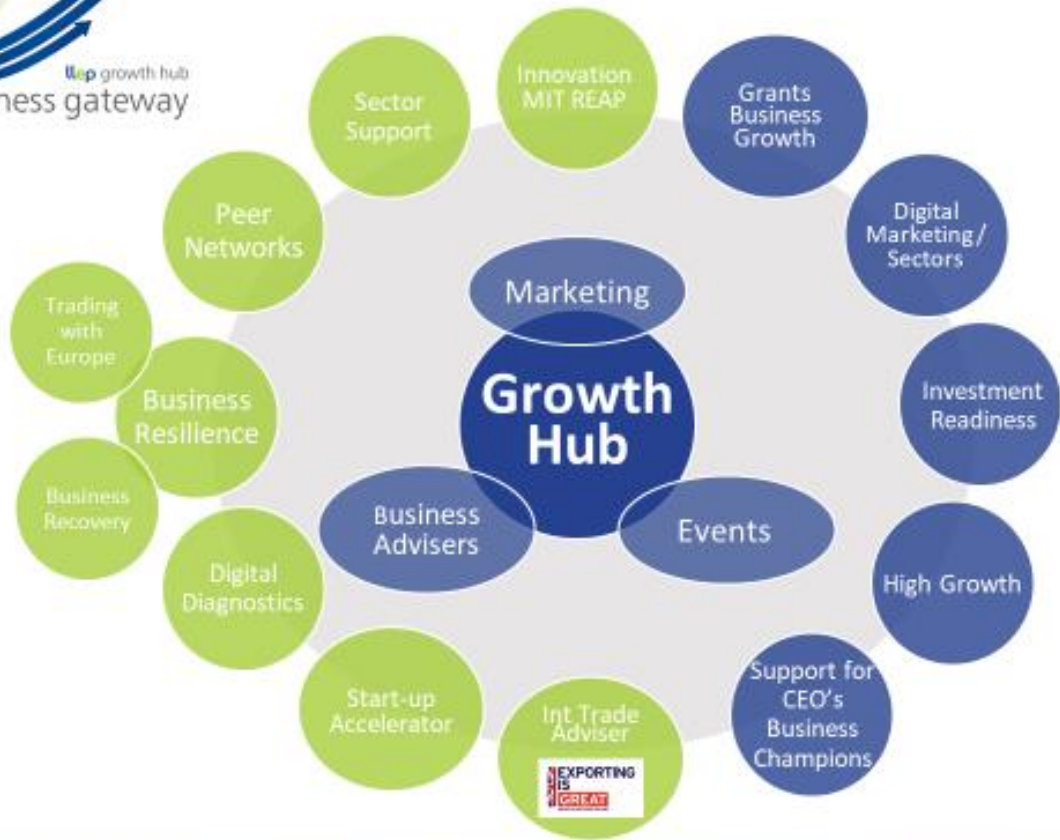 llep growth hub
ness gateway
Innovation
MIT REAP
Grants
Business
Growth
Digital
Marketing/
Sectors
Investment
Readiness
High Growth
Support for
CEO's
Business
Champions
Int Trade
Adviser
EXPORTING
IS
GREAT
Start-up
Accelerator
Digital
Diagnostics
Business
Recovery
Business
Resilience
Trading
with
Europe
Peer
Networks
Sector
Support
Marketing
Growth
Hub
Business
Advisers
Events